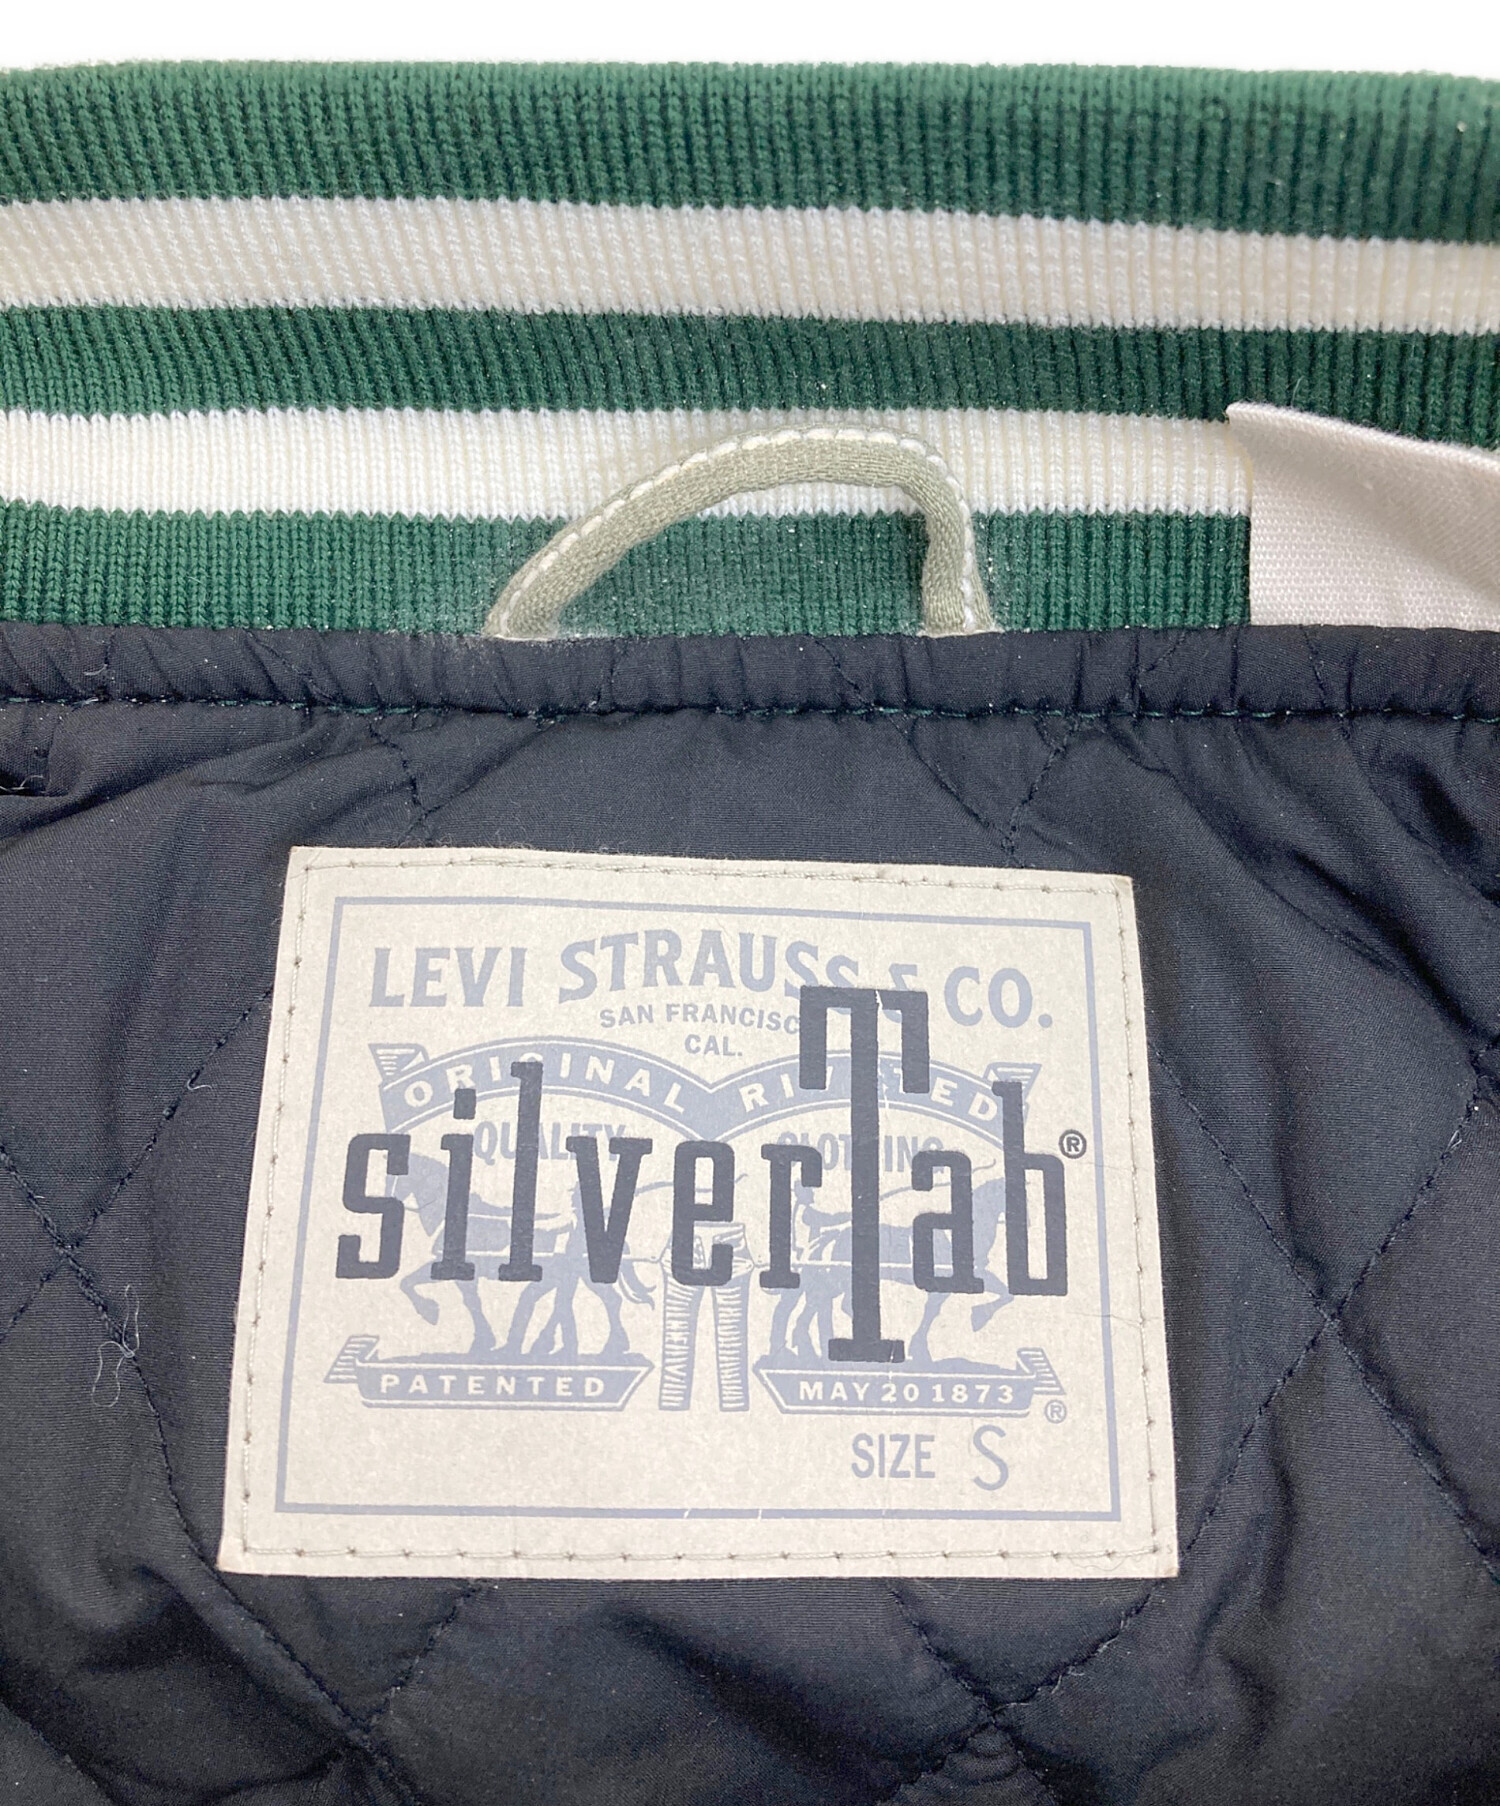 LEVI STRAUSS & CO.
SAN FRANCISCO
CAL.
ORIGINAL RIVETED
QUALITY CLOTHING
silverTab®
PATENTED MAY 20 1873 ®
SIZE S